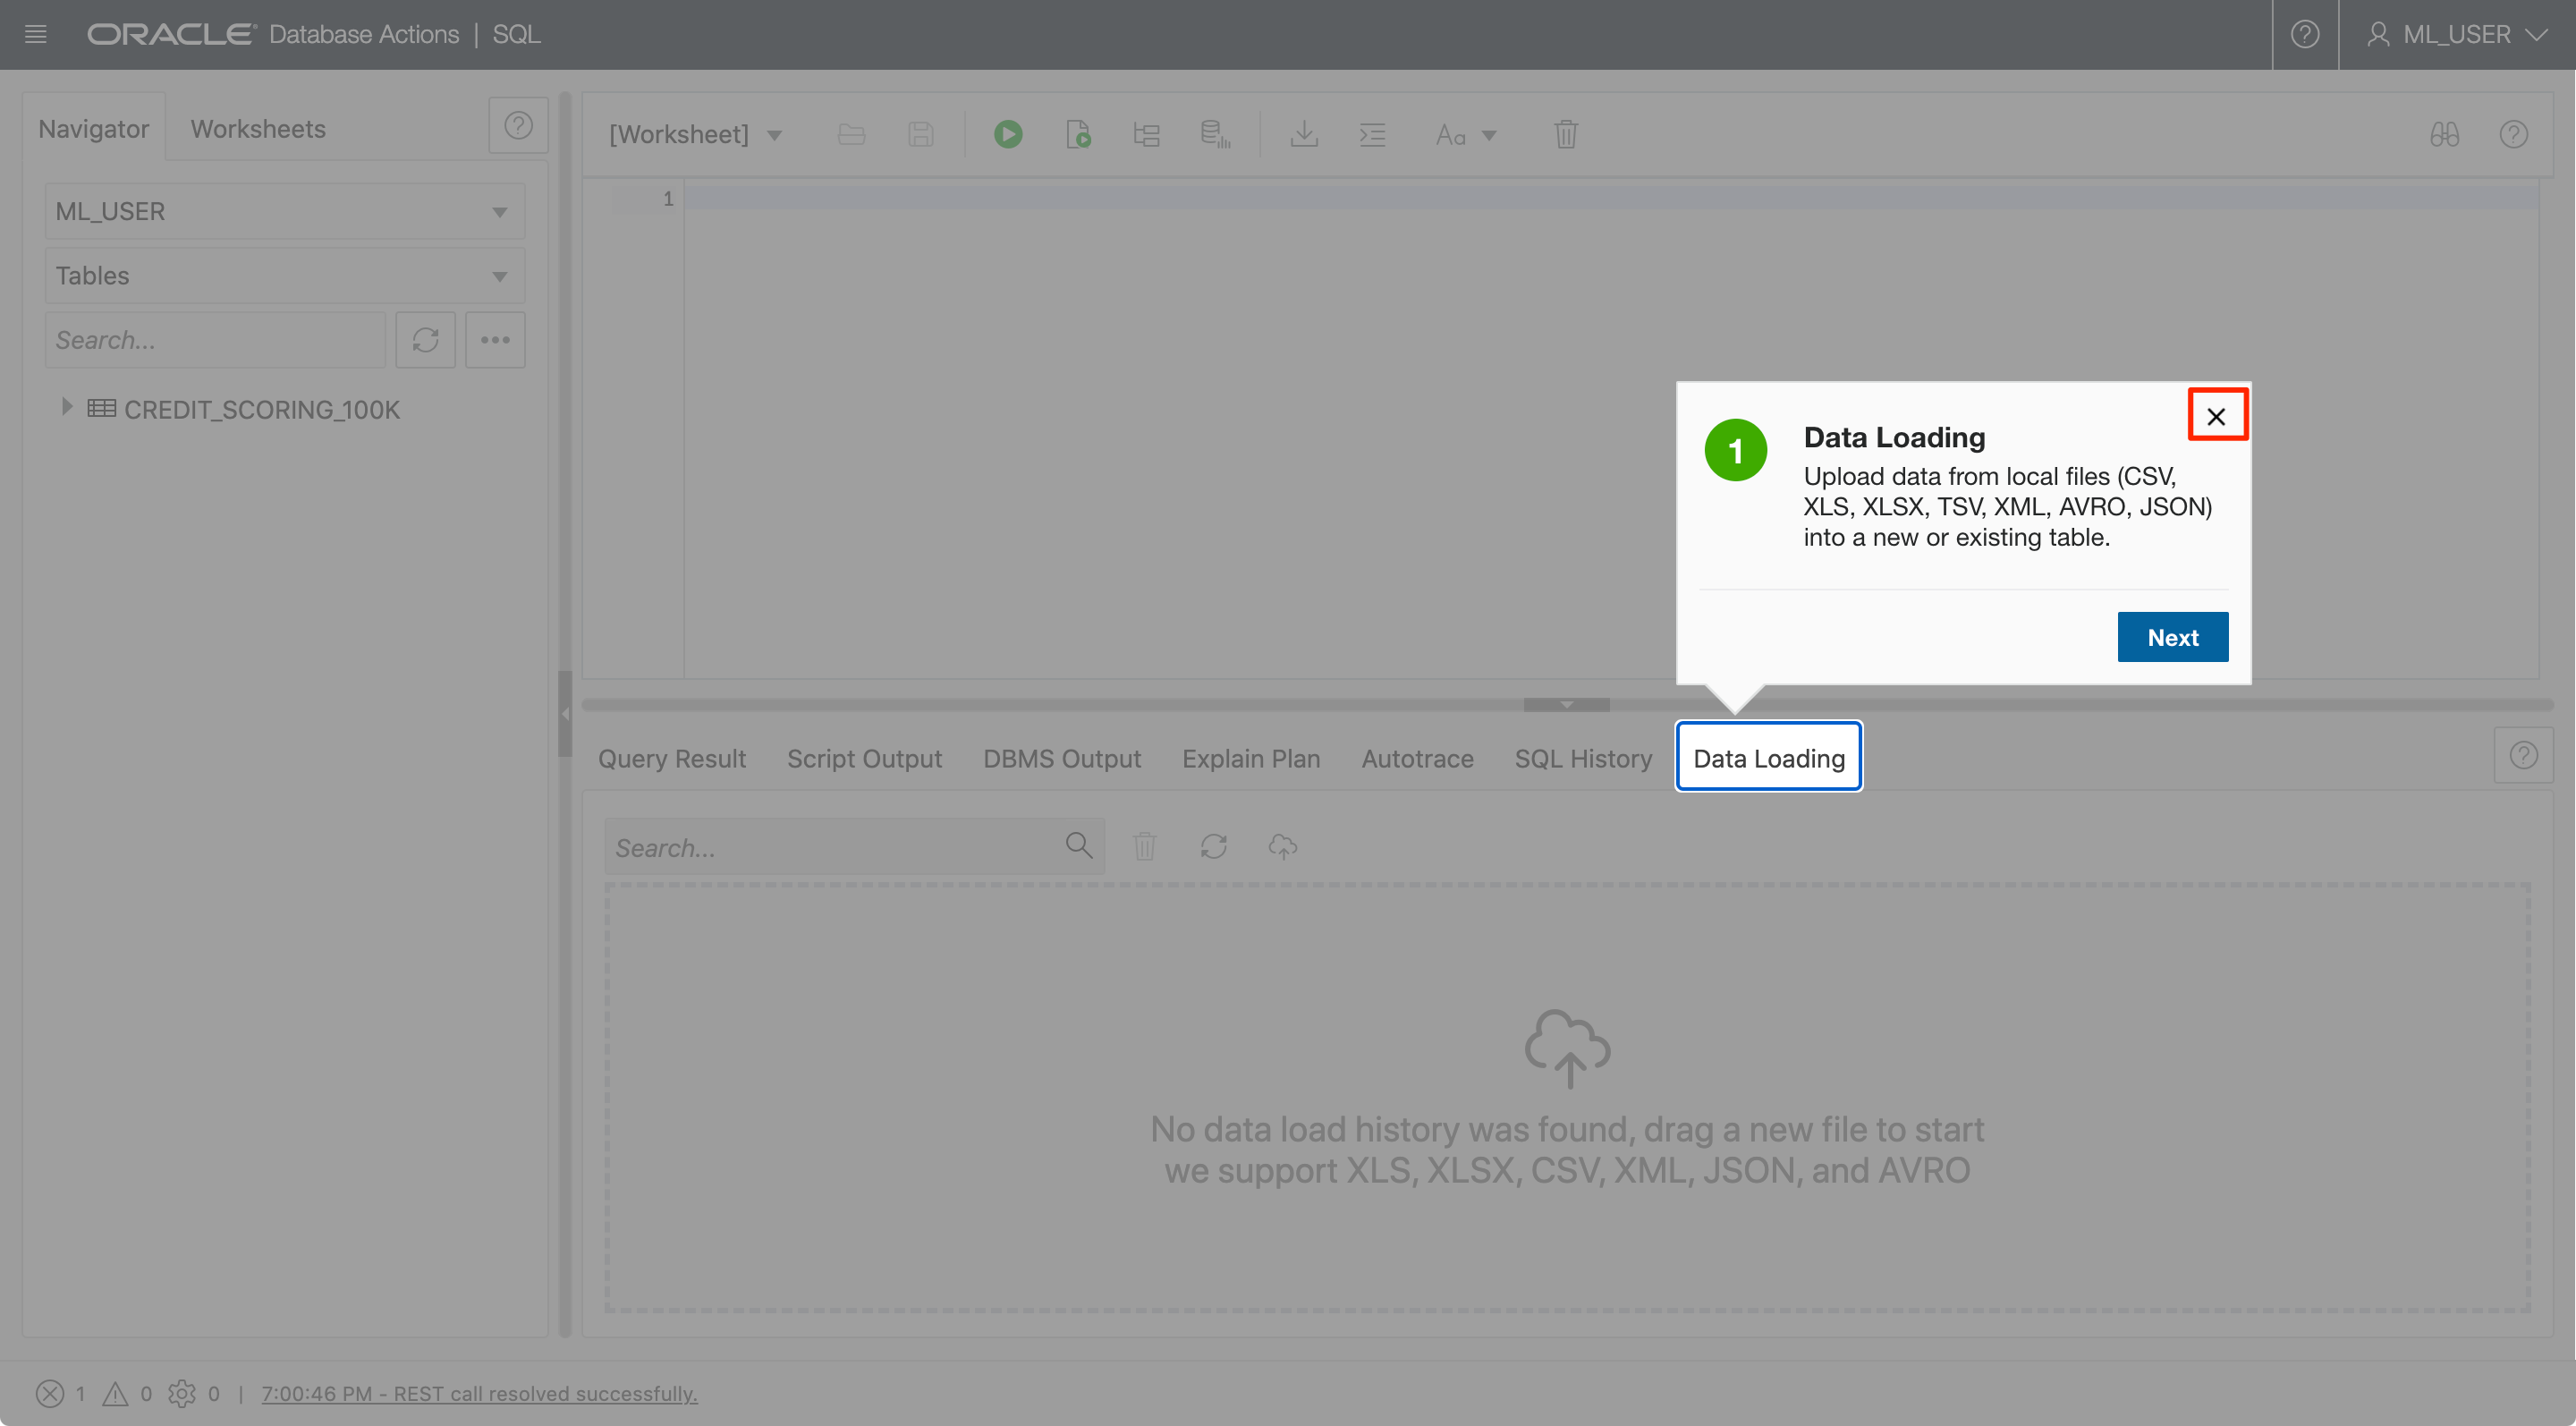 ORACLE Database Actions | SQL
ML_USER
Navigator
Worksheets
[Worksheet]
Aa
ML_USER
Tables
Search...
CREDIT_SCORING_100K
1
1
Data Loading
Upload data from local files (CSV,
XLS, XLSX, TSV, XML, AVRO, JSON)
into a new or existing table.
Next
Query Result
Script Output
DBMS Output
Explain Plan
Autotrace
SQL History
Data Loading
Search...
No data load history was found, drag a new file to start
we support XLS, XLSX, CSV, XML, JSON, and AVRO
1 0 0 | 7:00:46 PM - REST call resolved successfully.